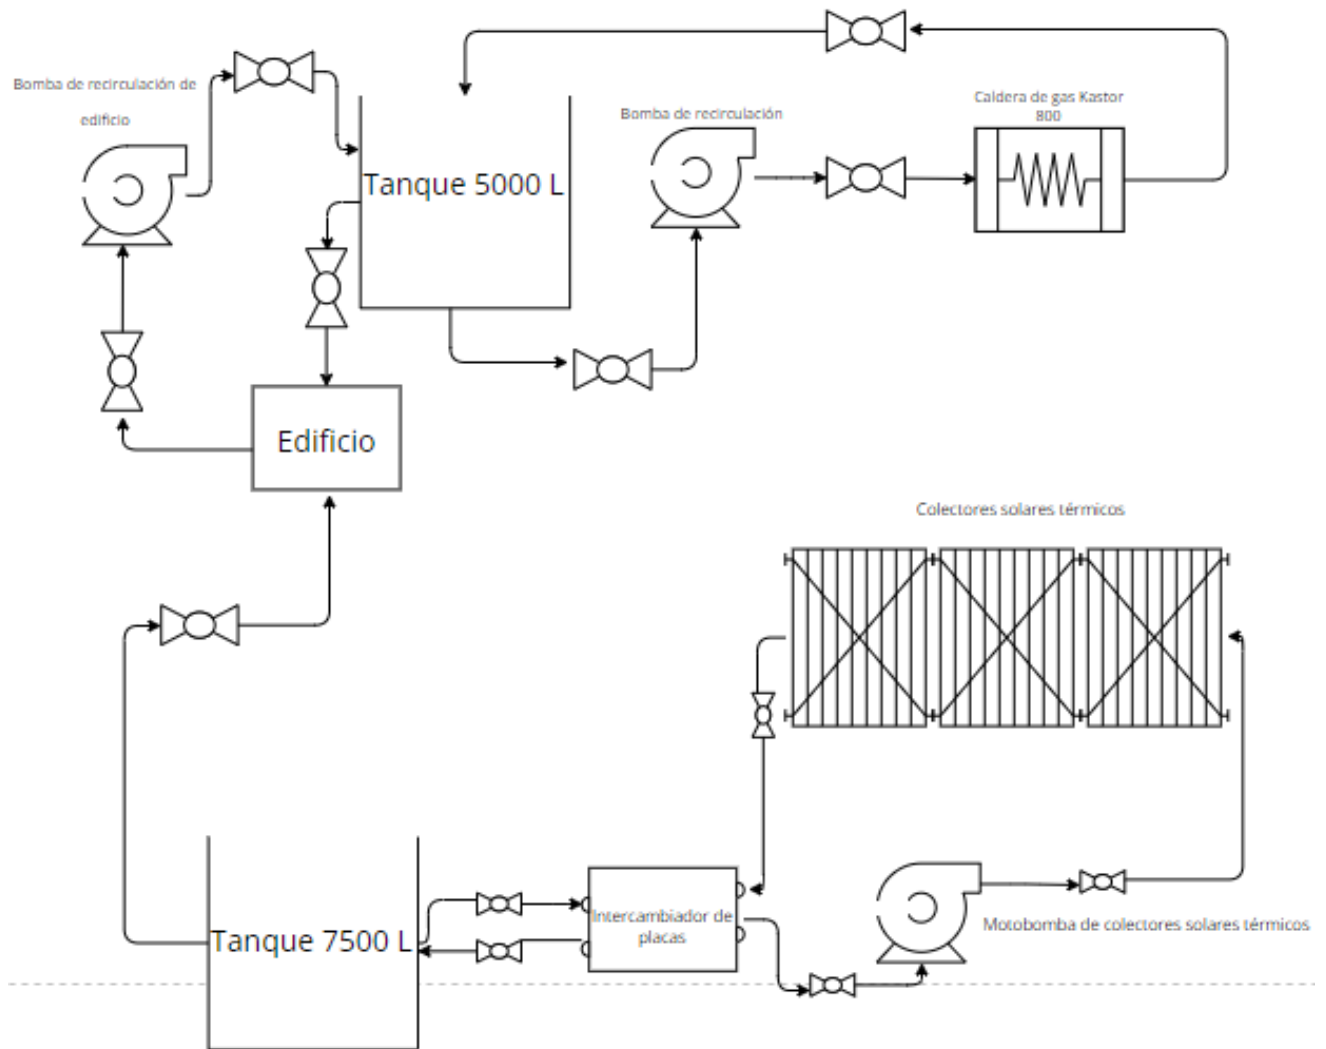 Bomba de recirculación de
edificio
Tanque 5000 L
Bomba de recirculación
Caldera de gas Kastor
800
Edificio
Colectores solares térmicos
Tanque 7500 L
Intercambiador de
placas
Motobomba de colectores solares térmicos